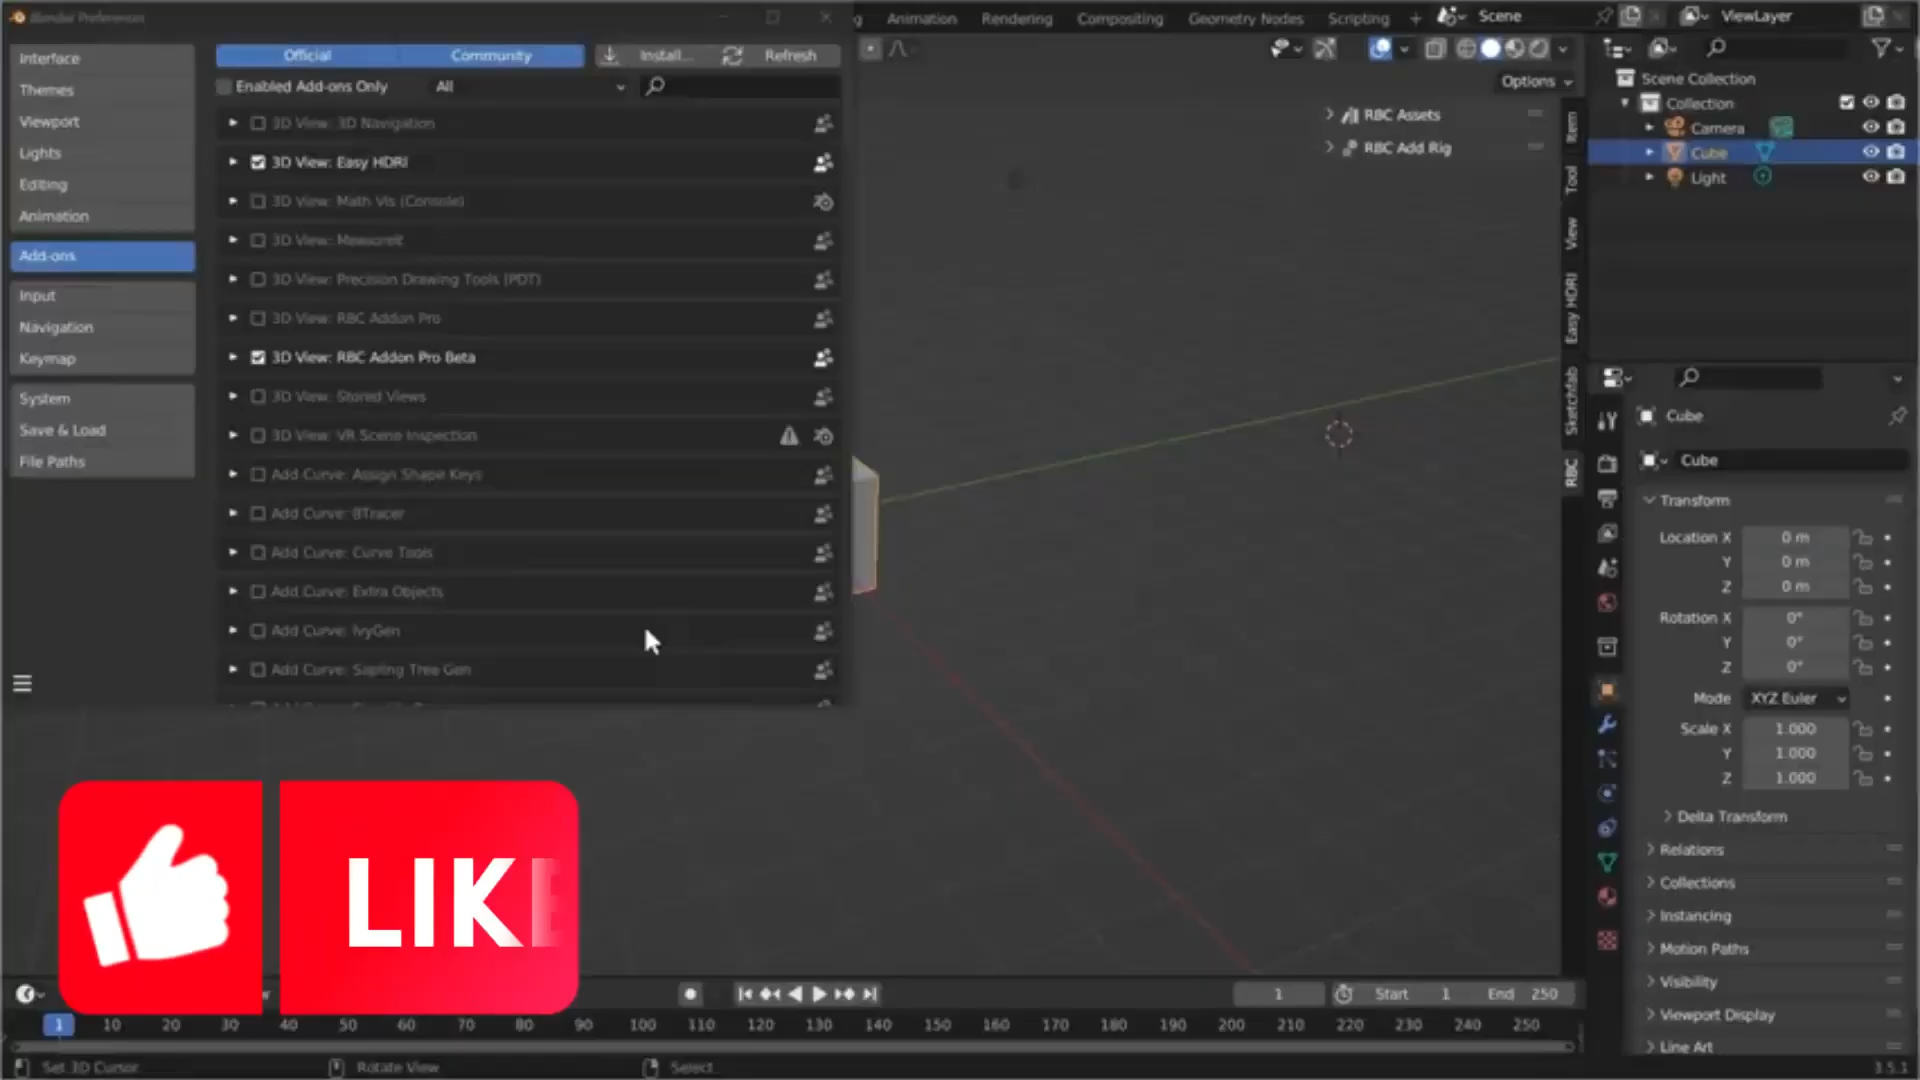 Blender Preferences
Interface
Themes
Viewport
Lights
Editing
Animation
Add-ons
Input
Navigation
Keymap
System
Save & Load
File Paths
Official Community Install... Refresh
Enabled Add-ons Only All
3D View: 3D Navigation
3D View: Easy HDRI
3D View: Math Vis (Console)
3D View: MeasureIt
3D View: Precision Drawing Tools (PDT)
3D View: RBC Addon Pro
3D View: RBC Addon Pro Beta
3D View: Stored Views
3D View: VR Scene Inspection
Add Curve: Assign Shape Keys
Add Curve: BTracer
Add Curve: Curve Tools
Add Curve: Extra Objects
Add Curve: IvyGen
Add Curve: Sapling Tree Gen
Animation Rendering Compositing Geometry Nodes Scripting + Scene ViewLayer
Options
RBC Assets
RBC Add Rig
Item
Tool
View
Easy HDRI
Sketchfab
RBC
Scene Collection
Collection
Camera
Cube
Light
Cube
Cube
Transform
Location X 0 m
Y 0 m
Z 0 m
Rotation X 0°
Y 0°
Z 0°
Mode XYZ Euler
Scale X 1.000
Y 1.000
Z 1.000
Delta Transform
Relations
Collections
Instancing
Motion Paths
Visibility
Viewport Display
Line Art
LIKE
1 Start 1 End 250
1 10 20 30 40 50 60 70 80 90 100 110 120 130 140 150 160 170 180 190 200 210 220 230 240 250
Set 3D Cursor Rotate View Select 3.5.1